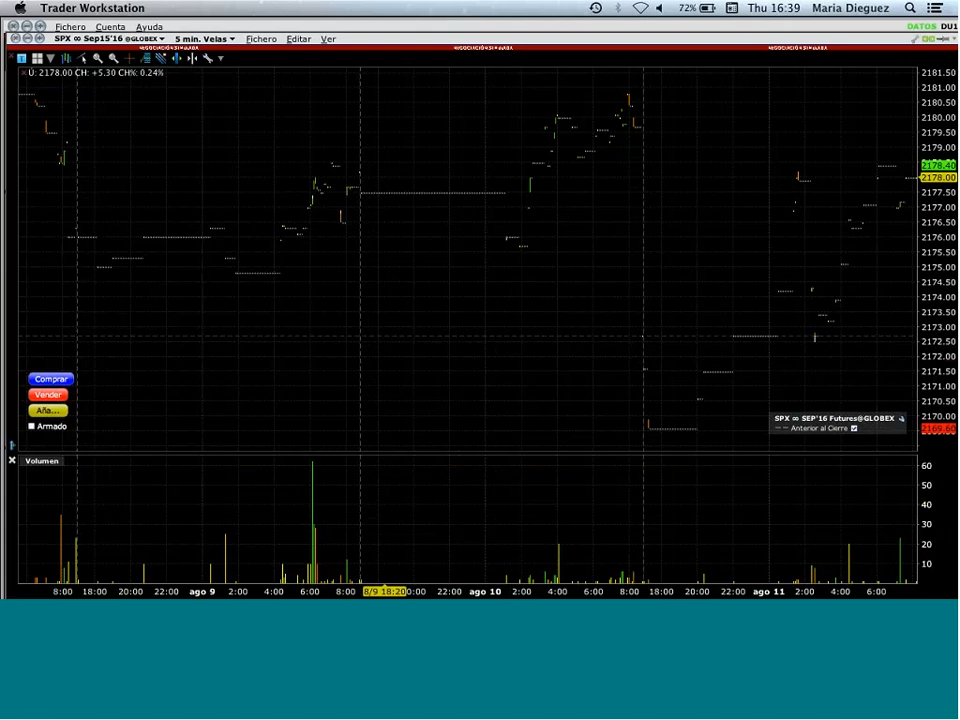 Trader Workstation 72% Thu 16:39 Maria Dieguez
Fichero Cuenta Ayuda DATOS DU1
SPX ∞ Sep15'16 @GLOBEX 5 min. Velas Fichero Editar Ver
U: 2178.00 CH: +5.30 CH%: 0.24%
2181.50
2181.00
2180.50
2180.00
2179.50
2179.00
2178.40
2178.00
2177.50
2177.00
2176.50
2176.00
2175.50
2175.00
2174.50
2174.00
2173.50
2173.00
2172.50
2172.00
2171.50
2171.00
2170.50
2170.00
2169.60
Comprar
Vender
Aña...
Armado
SPX ∞ SEP'16 Futures@GLOBEX
Anterior al Cierre
Volumen
60
50
40
30
20
10
8:00 18:00 20:00 22:00 ago 9 2:00 4:00 6:00 8:00 8/9 18:20 0:00 22:00 ago 10 2:00 4:00 6:00 8:00 18:00 20:00 22:00 ago 11 2:00 4:00 6:00